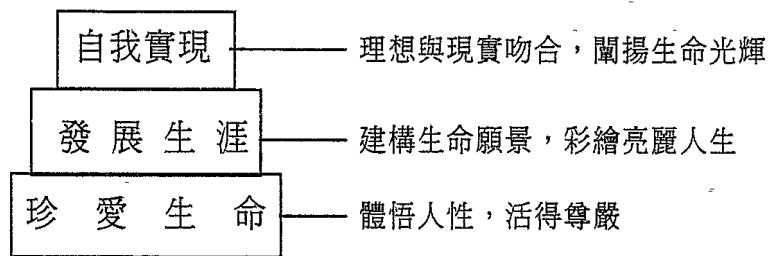 自我實現 理想與現實吻合，闡揚生命光輝
發展生涯 建構生命願景，彩繪亮麗人生
珍愛生命 體悟人性，活得尊嚴